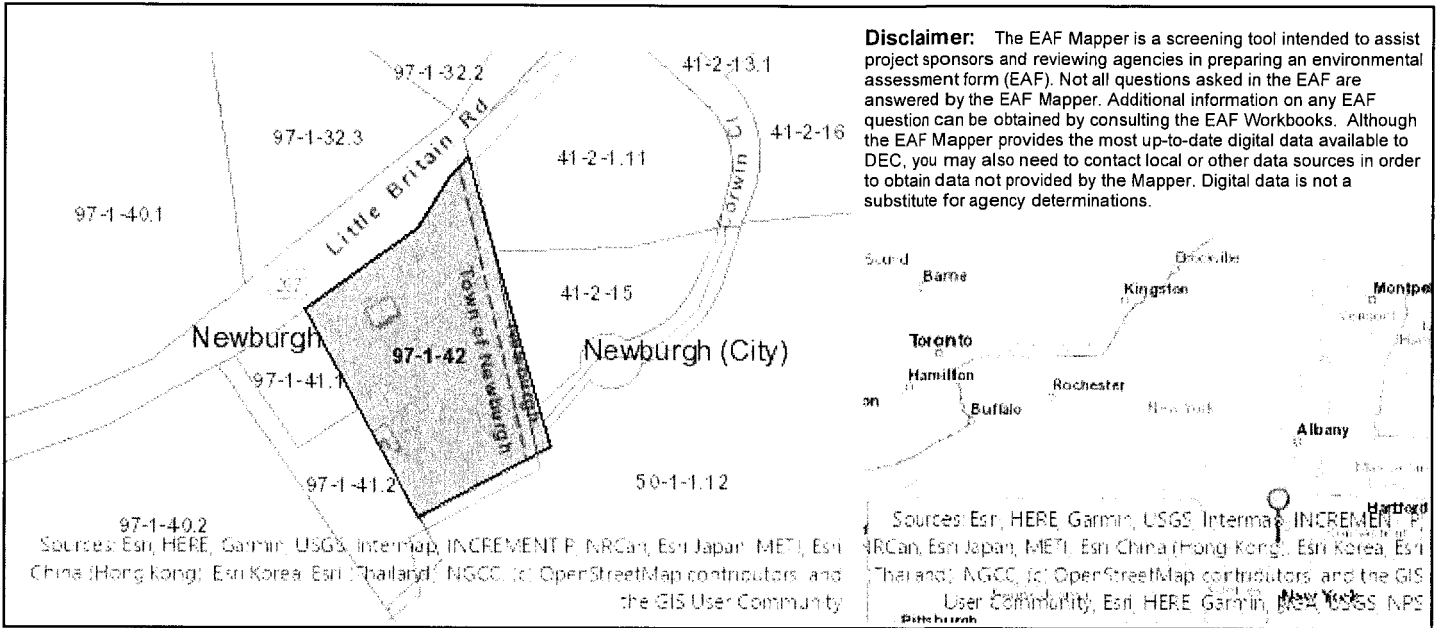 Disclaimer: The EAF Mapper is a screening tool intended to assist
project sponsors and reviewing agencies in preparing an environmental
assessment form (EAF). Not all questions asked in the EAF are
answered by the EAF Mapper. Additional information on any EAF
question can be obtained by consulting the EAF Workbooks. Although
the EAF Mapper provides the most up-to-date digital data available to
DEC, you may also need to contact local or other data sources in order
to obtain data not provided by the Mapper. Digital data is not a
substitute for agency determinations.
97-1-32.2
41-2-13.1
97-1-32.3
41-2-16
41-2-1.11
Little Britain Rd
97-1-40.1
Town of Newburgh
41-2-15
Newburgh
97-1-42
Newburgh (City)
97-1-41.1
97-1-41.2
50-1-1.12
97-1-40.2
Sources: Esri, HERE, Garmin, USGS, Intermap, INCREMENT P, NRCan, Esri Japan, METI, Esri
China (Hong Kong), Esri Korea, Esri (Thailand), NGCC, (c) OpenStreetMap contributors, and
the GIS User Community
Barrie
Kingston
Montpe
Toronto
Hamilton
Rochester
Buffalo
New York
Albany
Hartford
Sources: Esri, HERE, Garmin, USGS, Intermap, INCREMENT P,
NRCan, Esri Japan, METI, Esri China (Hong Kong), Esri Korea, Esri
(Thailand), NGCC, (c) OpenStreetMap contributors, and the GIS
User Community, Esri, HERE, Garmin, NGA, USGS, NPS
New York
Pittsburgh